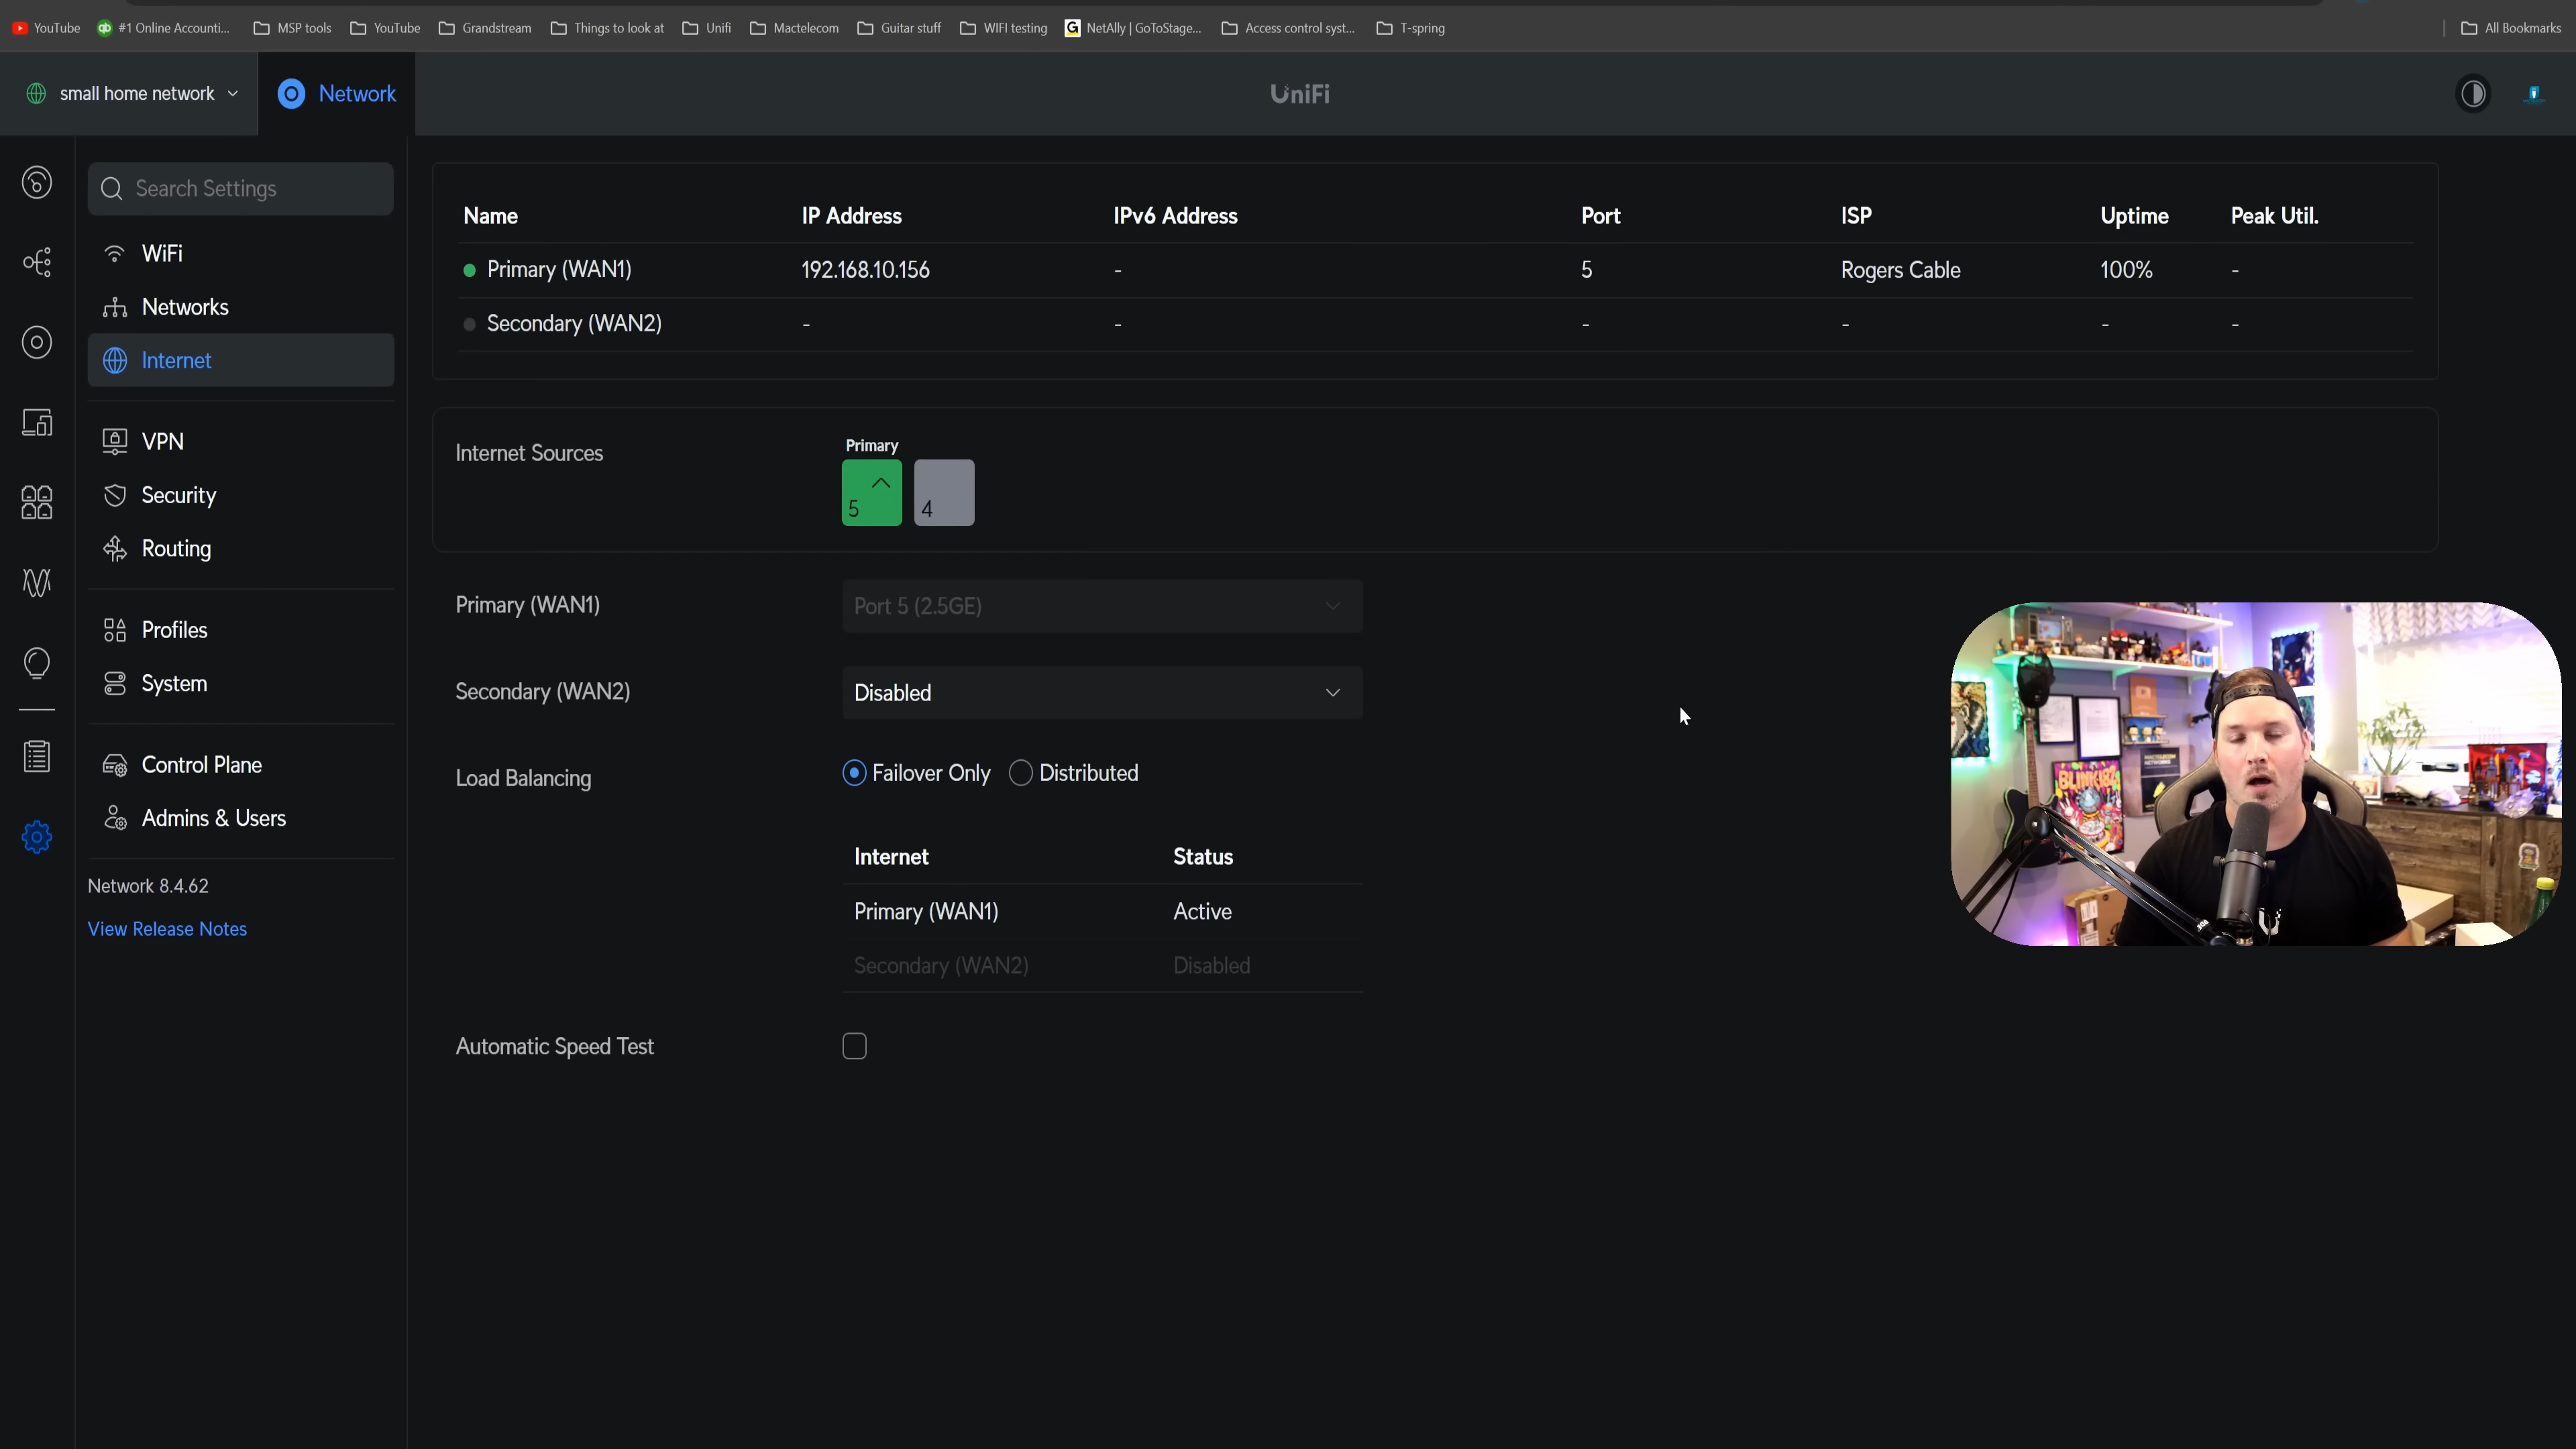 YouTube
#1 Online Accounti...
MSP tools
YouTube
Grandstream
Things to look at
Unifi
Mactelecom
Guitar stuff
WIFI testing
NetAlly | GoToStage...
Access control syst...
T-spring
All Bookmarks
small home network
Network
UniFi
Search Settings
WiFi
Networks
Internet
VPN
Security
Routing
Profiles
System
Control Plane
Admins & Users
Network 8.4.62
View Release Notes
Name IP Address IPv6 Address Port ISP Uptime Peak Util.
Primary (WAN1) 192.168.10.156 - 5 Rogers Cable 100% -
Secondary (WAN2) - - - - - -
Internet Sources
Primary
5 4
Primary (WAN1) Port 5 (2.5GE)
Secondary (WAN2) Disabled
Load Balancing Failover Only Distributed
Internet Status
Primary (WAN1) Active
Secondary (WAN2) Disabled
Automatic Speed Test
BLINK182